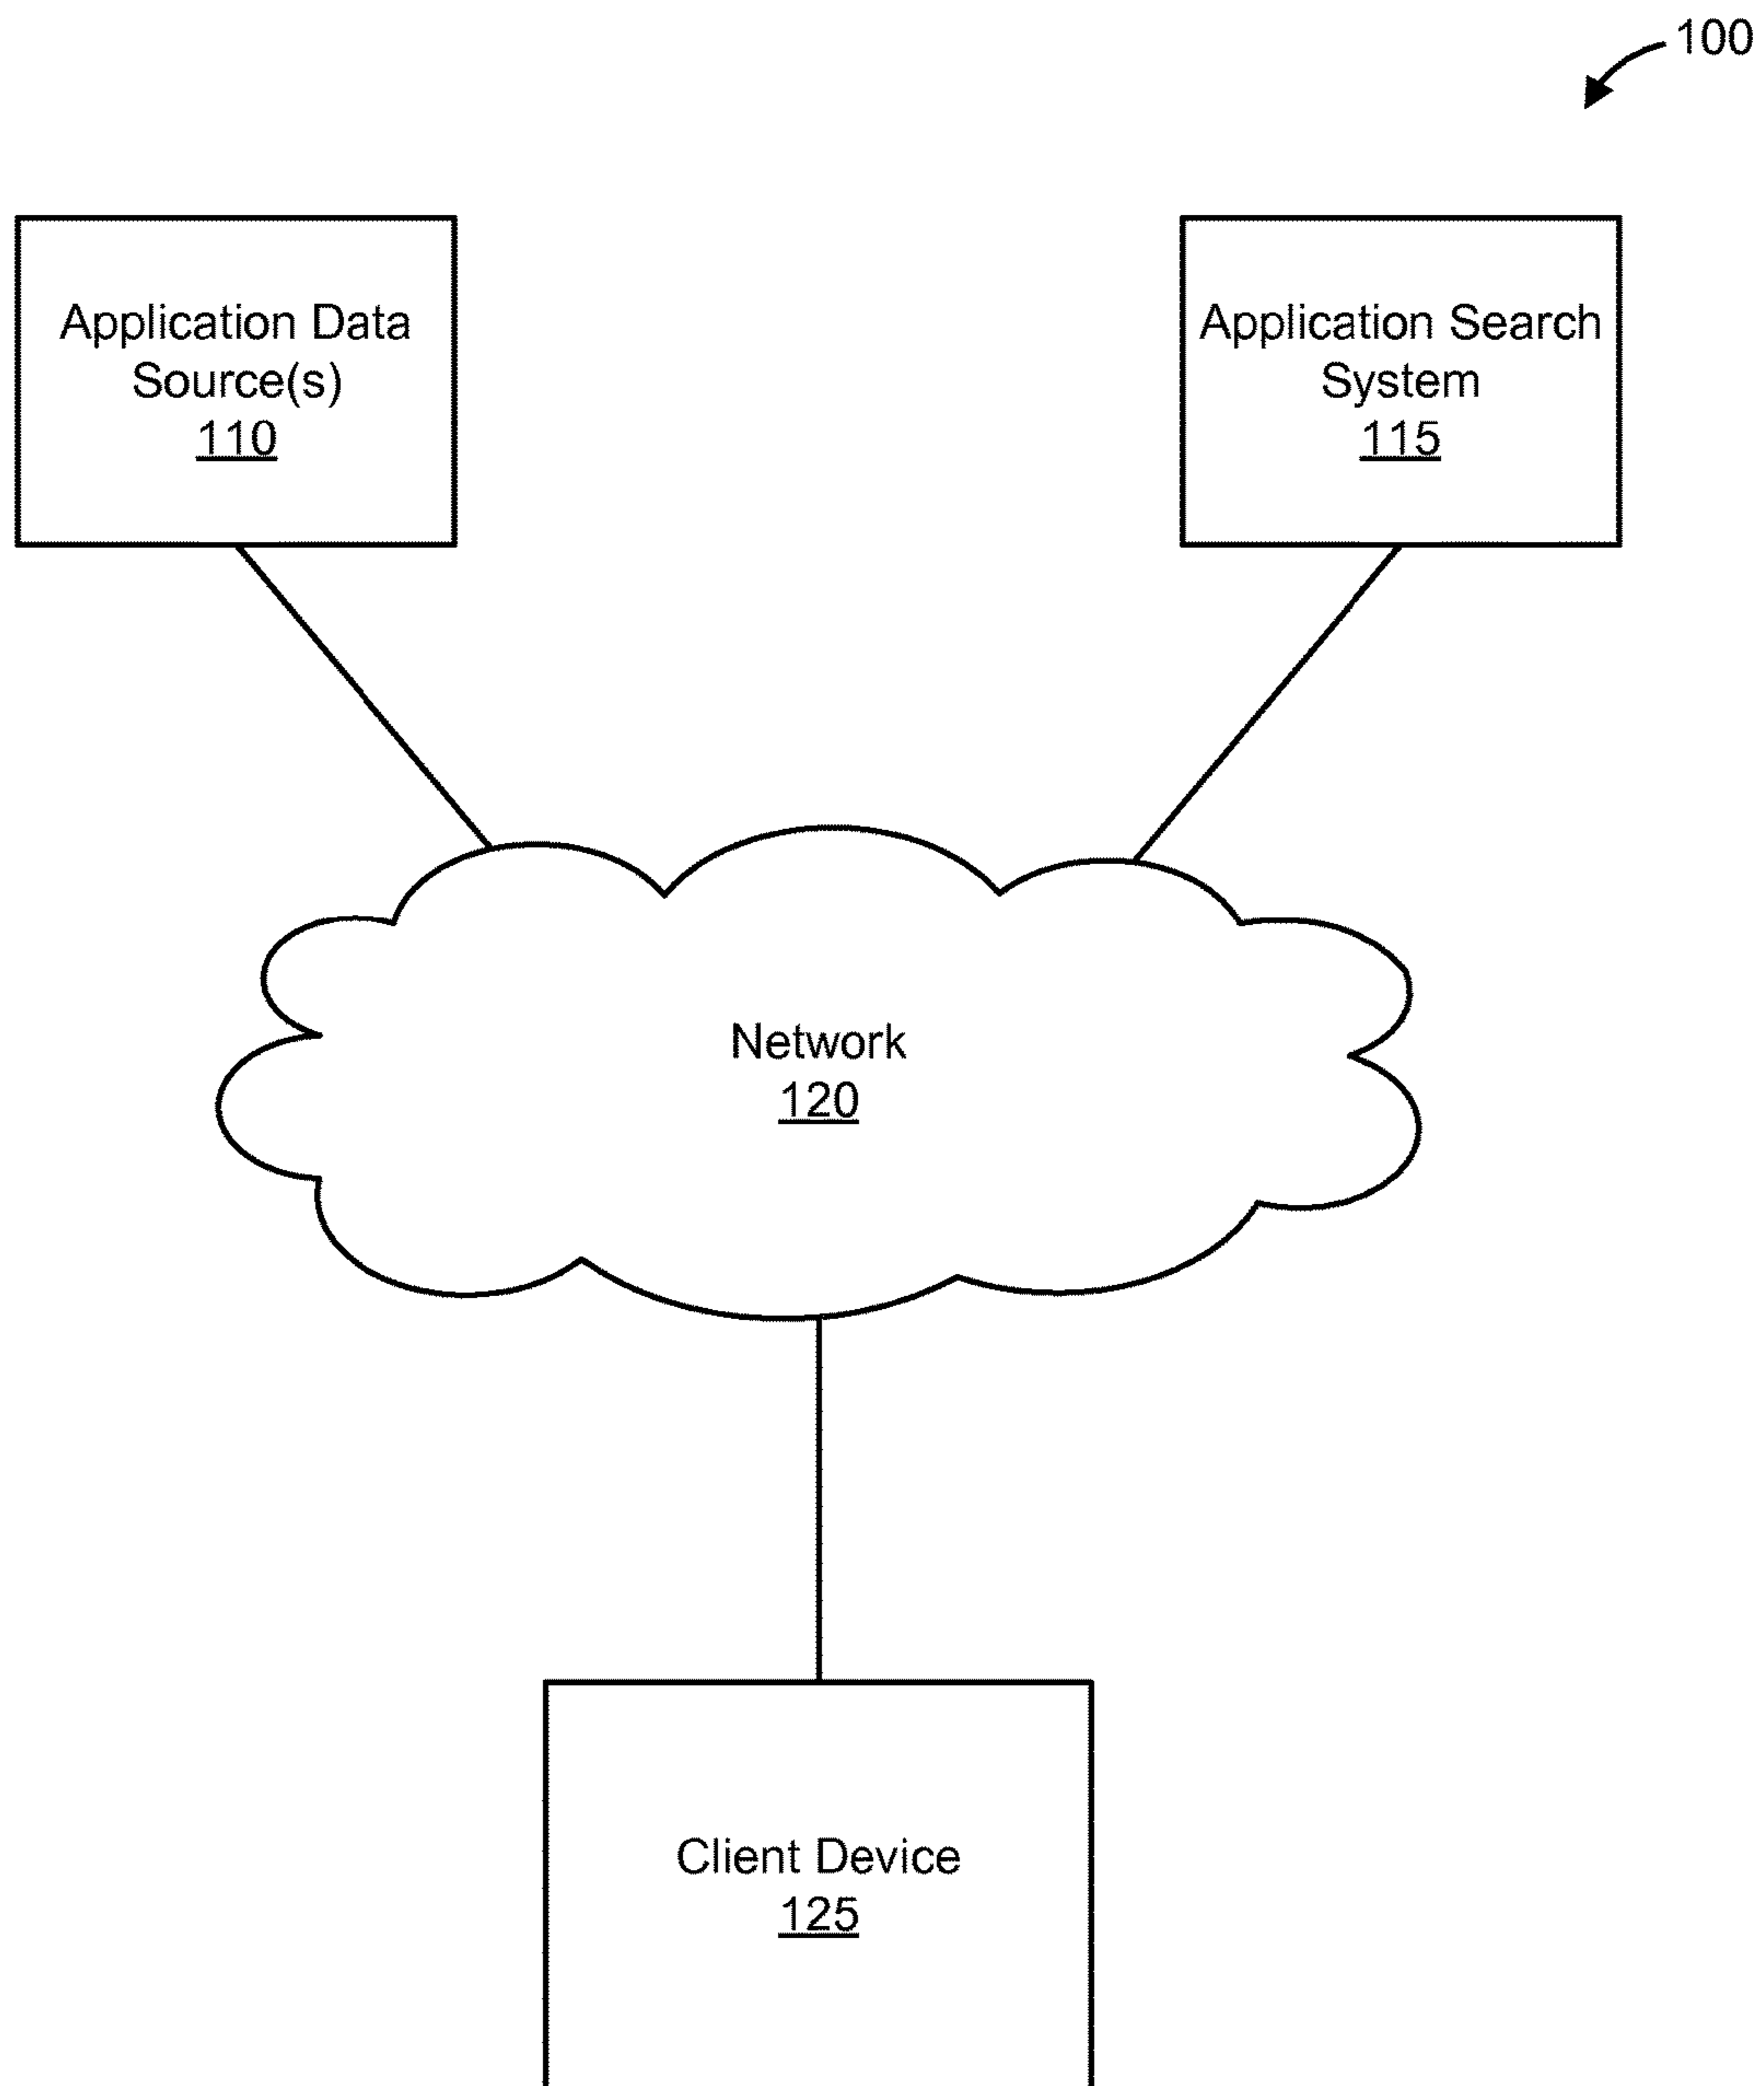 100
Application Data
Source(s)
110
Application Search
System
115
Network
120
Client Device
125